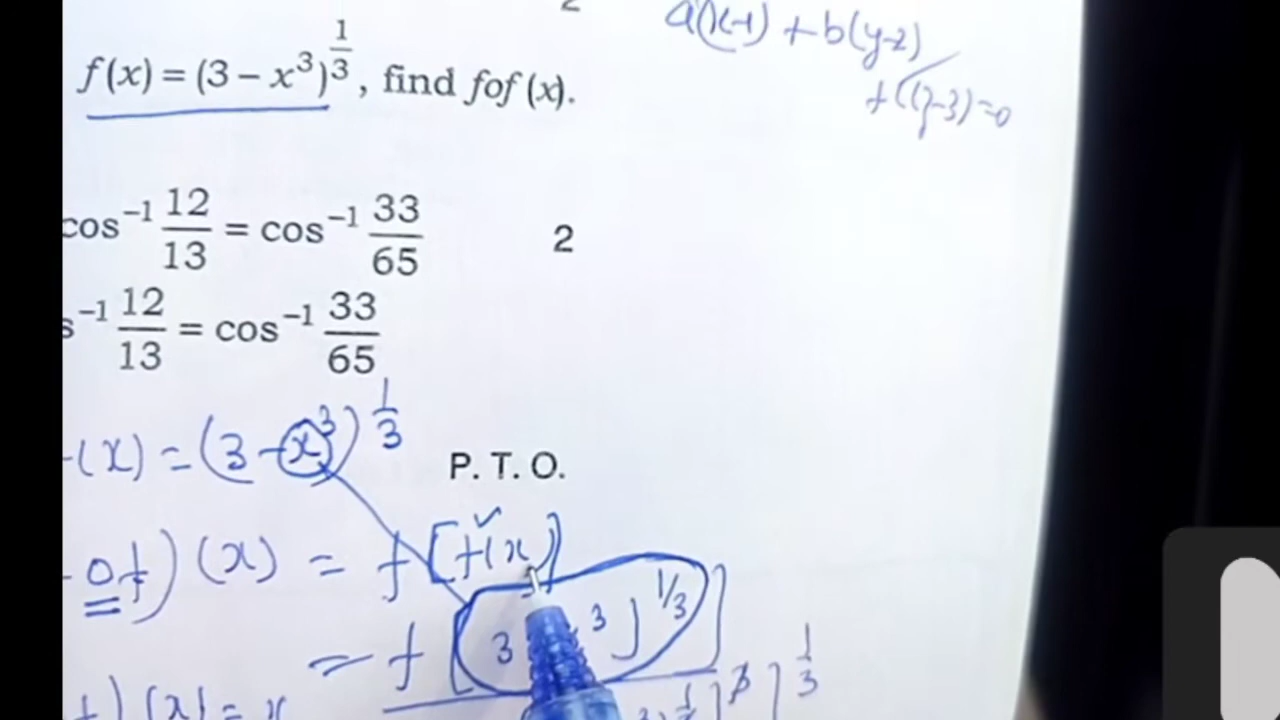 a(x-1) + b(y-2)
+ ((z-3) = 0
f(x) = (3 – x³)^(1/3), find fof (x).
cos⁻¹ 12/13 = cos⁻¹ 33/65 2
s⁻¹ 12/13 = cos⁻¹ 33/65
(x) = (3 - x³)^(1/3)
P. T. O.
of) (x) = f [f(x)]
= f [ 3 ³ ]^1/3 ]
) (x) = x